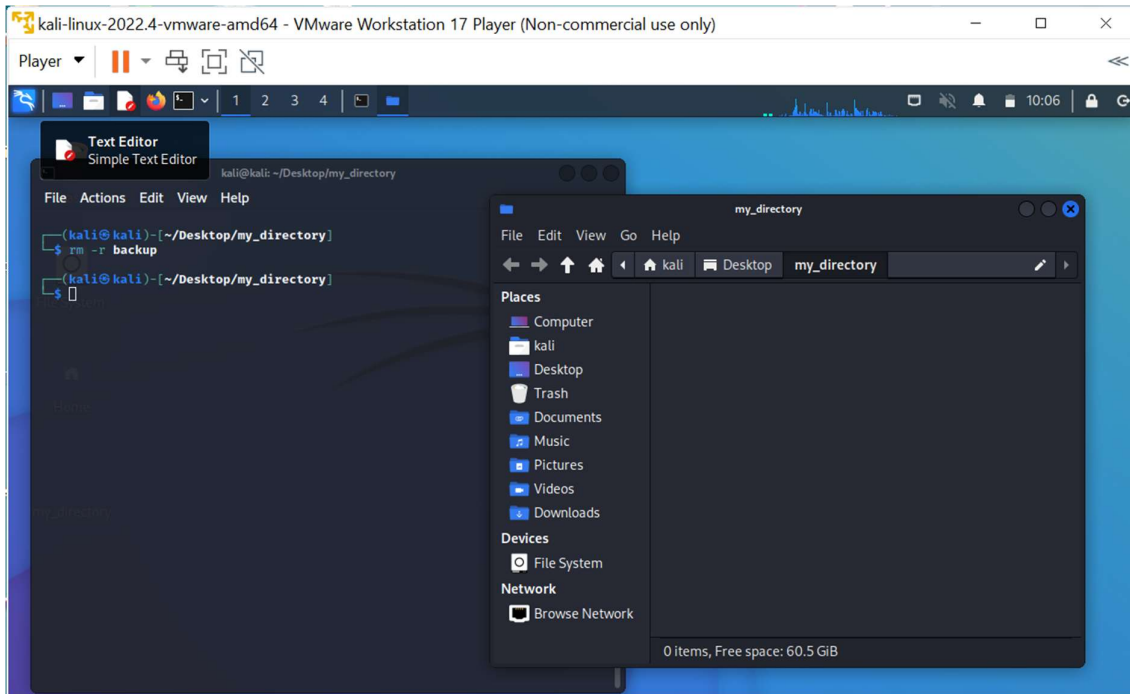 kali-linux-2022.4-vmware-amd64 - VMware Workstation 17 Player (Non-commercial use only)
Player
1 2 3 4
10:06
Text Editor
Simple Text Editor
kali@kali: ~/Desktop/my_directory
File Actions Edit View Help
┌──(kali㉿kali)-[~/Desktop/my_directory]
└─$ rm -r backup
┌──(kali㉿kali)-[~/Desktop/my_directory]
└─$
Home
my_directory
my_directory
File Edit View Go Help
kali Desktop my_directory
Places
Computer
kali
Desktop
Trash
Documents
Music
Pictures
Videos
Downloads
Devices
File System
Network
Browse Network
0 items, Free space: 60.5 GiB